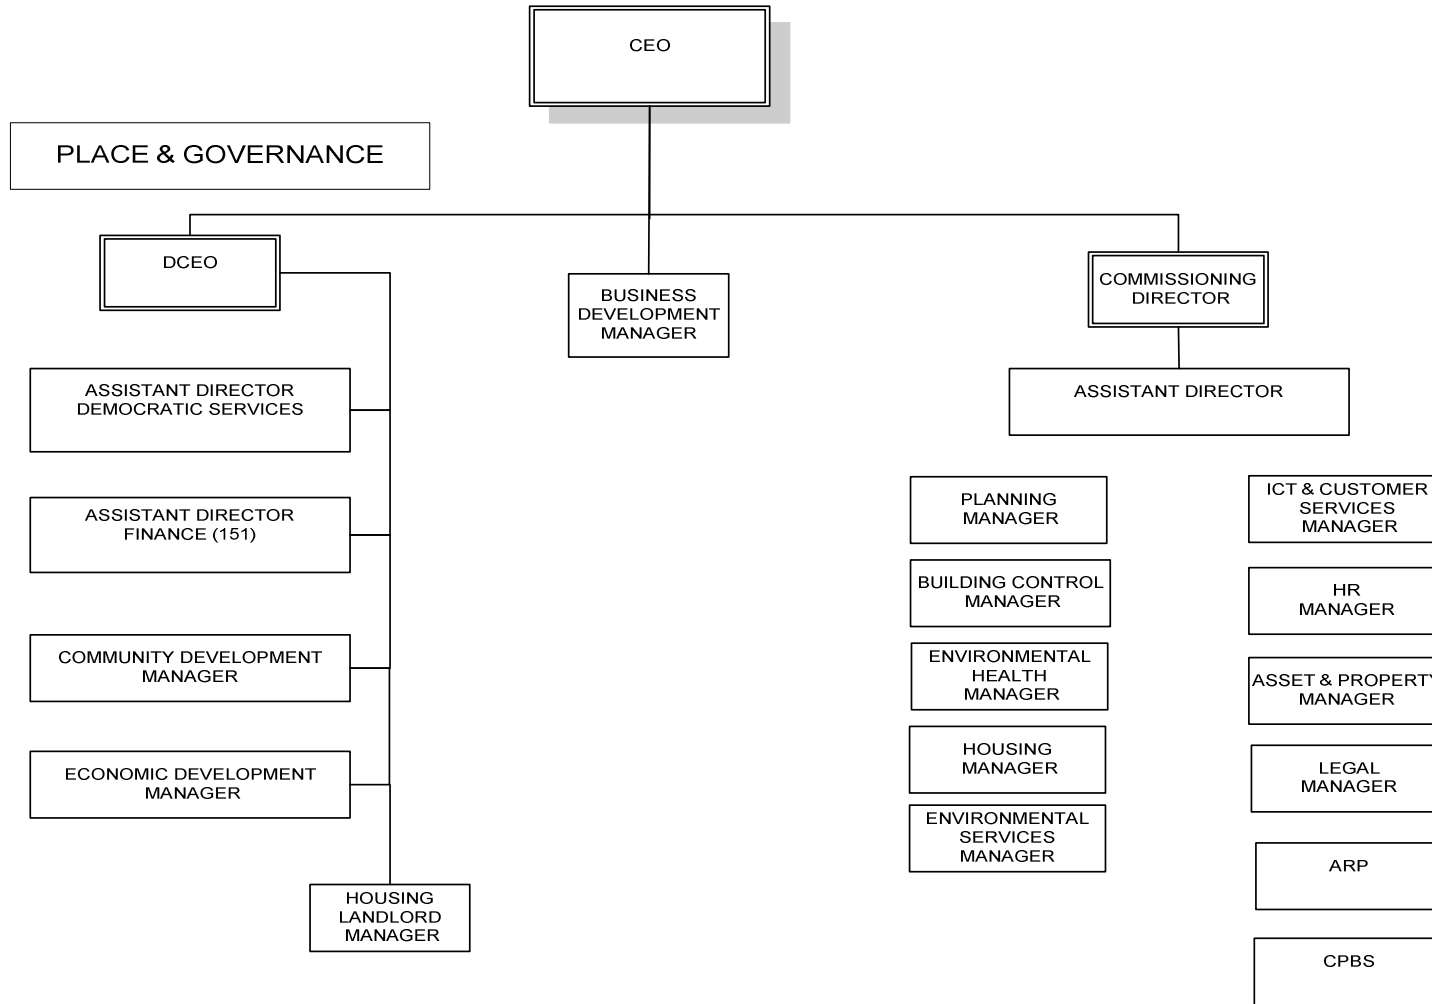 CEO
PLACE & GOVERNANCE
DCEO
BUSINESS
DEVELOPMENT
MANAGER
COMMISSIONING
DIRECTOR
ASSISTANT DIRECTOR
DEMOCRATIC SERVICES
ASSISTANT DIRECTOR
FINANCE (151)
COMMUNITY DEVELOPMENT
MANAGER
ECONOMIC DEVELOPMENT
MANAGER
HOUSING
LANDLORD
MANAGER
ASSISTANT DIRECTOR
PLANNING
MANAGER
BUILDING CONTROL
MANAGER
ENVIRONMENTAL
HEALTH
MANAGER
HOUSING
MANAGER
ENVIRONMENTAL
SERVICES
MANAGER
ICT & CUSTOMER
SERVICES
MANAGER
HR
MANAGER
ASSET & PROPERTY
MANAGER
LEGAL
MANAGER
ARP
CPBS